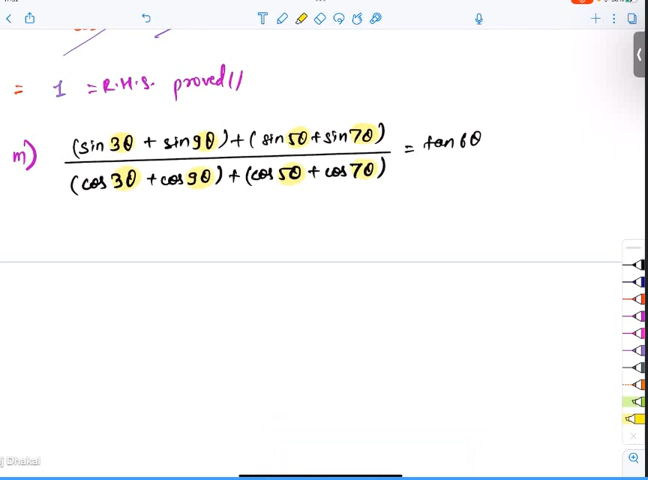 = 1 = R.H.S. proved//
m) (sin 3θ + sin 9θ) + (sin 5θ + sin 7θ) / (cos 3θ + cos 9θ) + (cos 5θ + cos 7θ) = tan 6θ
j Dhakal